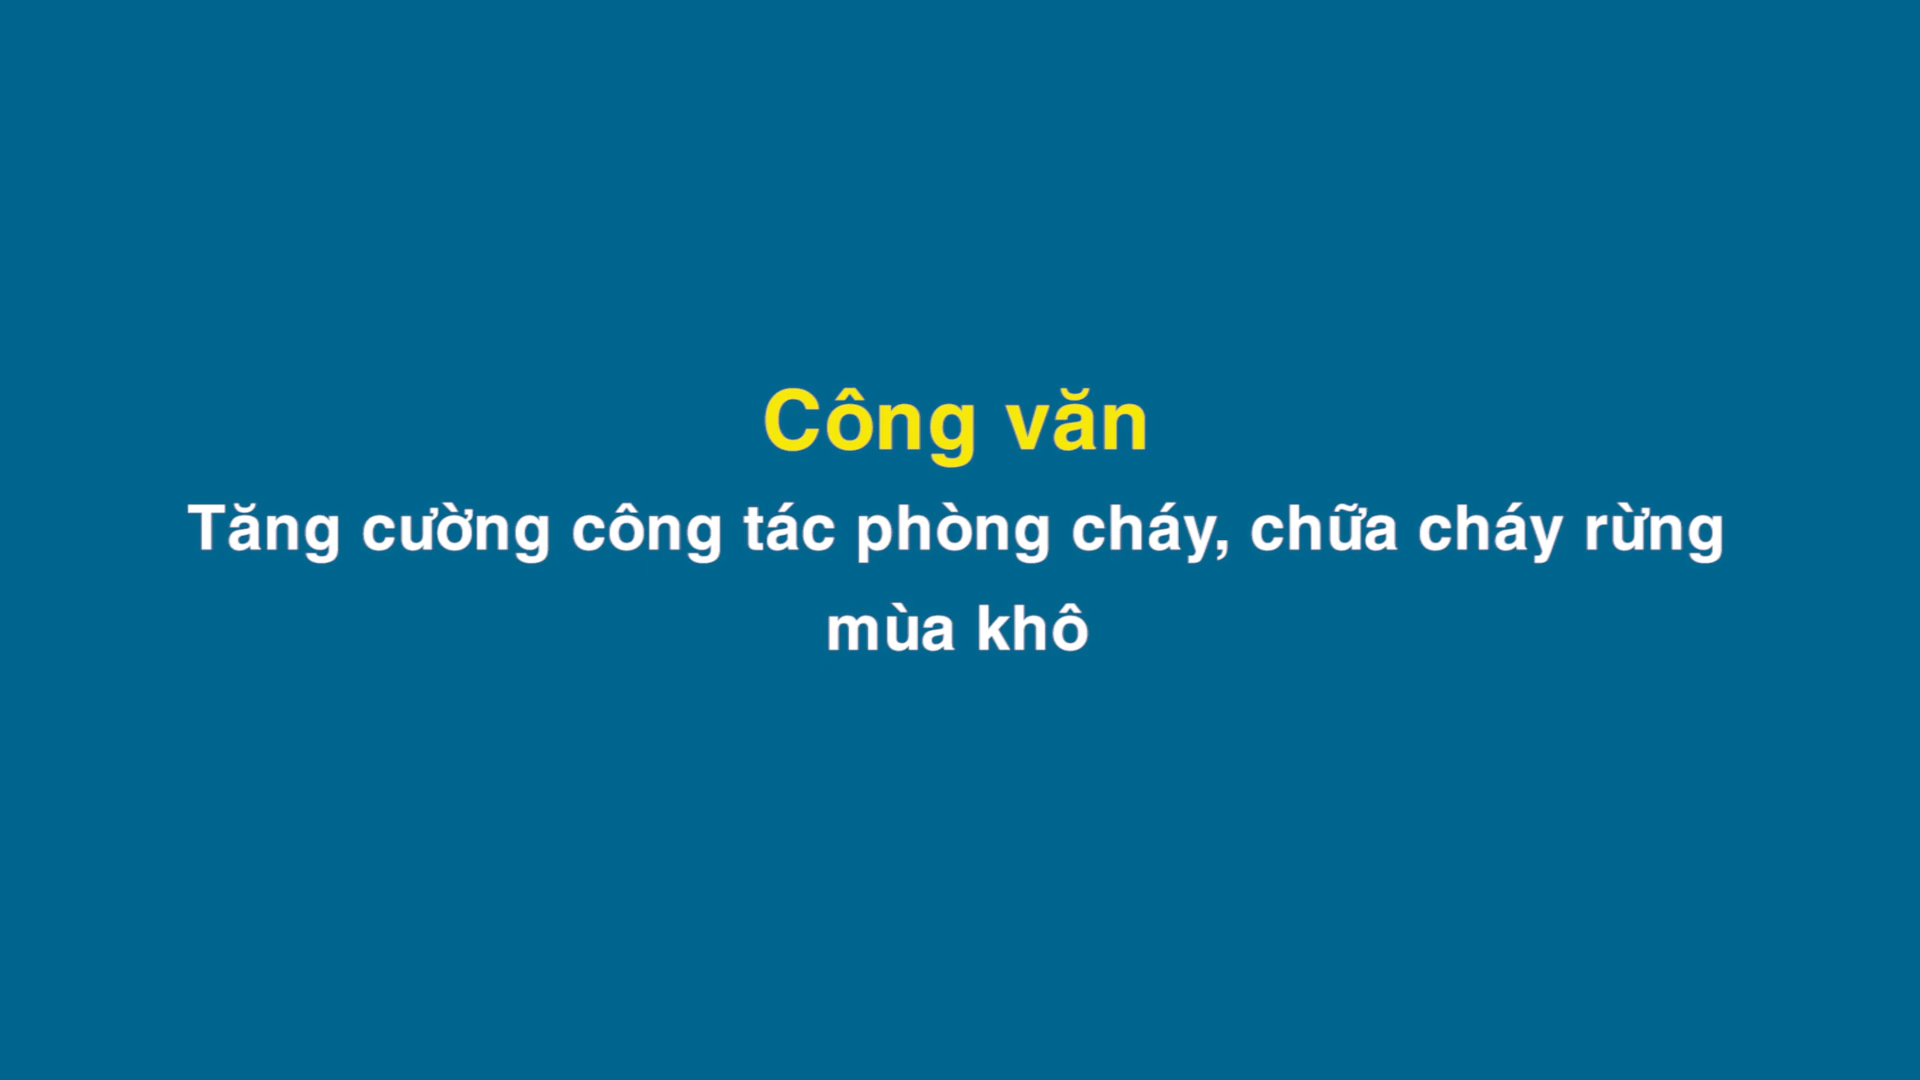 Công văn
Tăng cường công tác phòng cháy, chữa cháy rừng
mùa khô